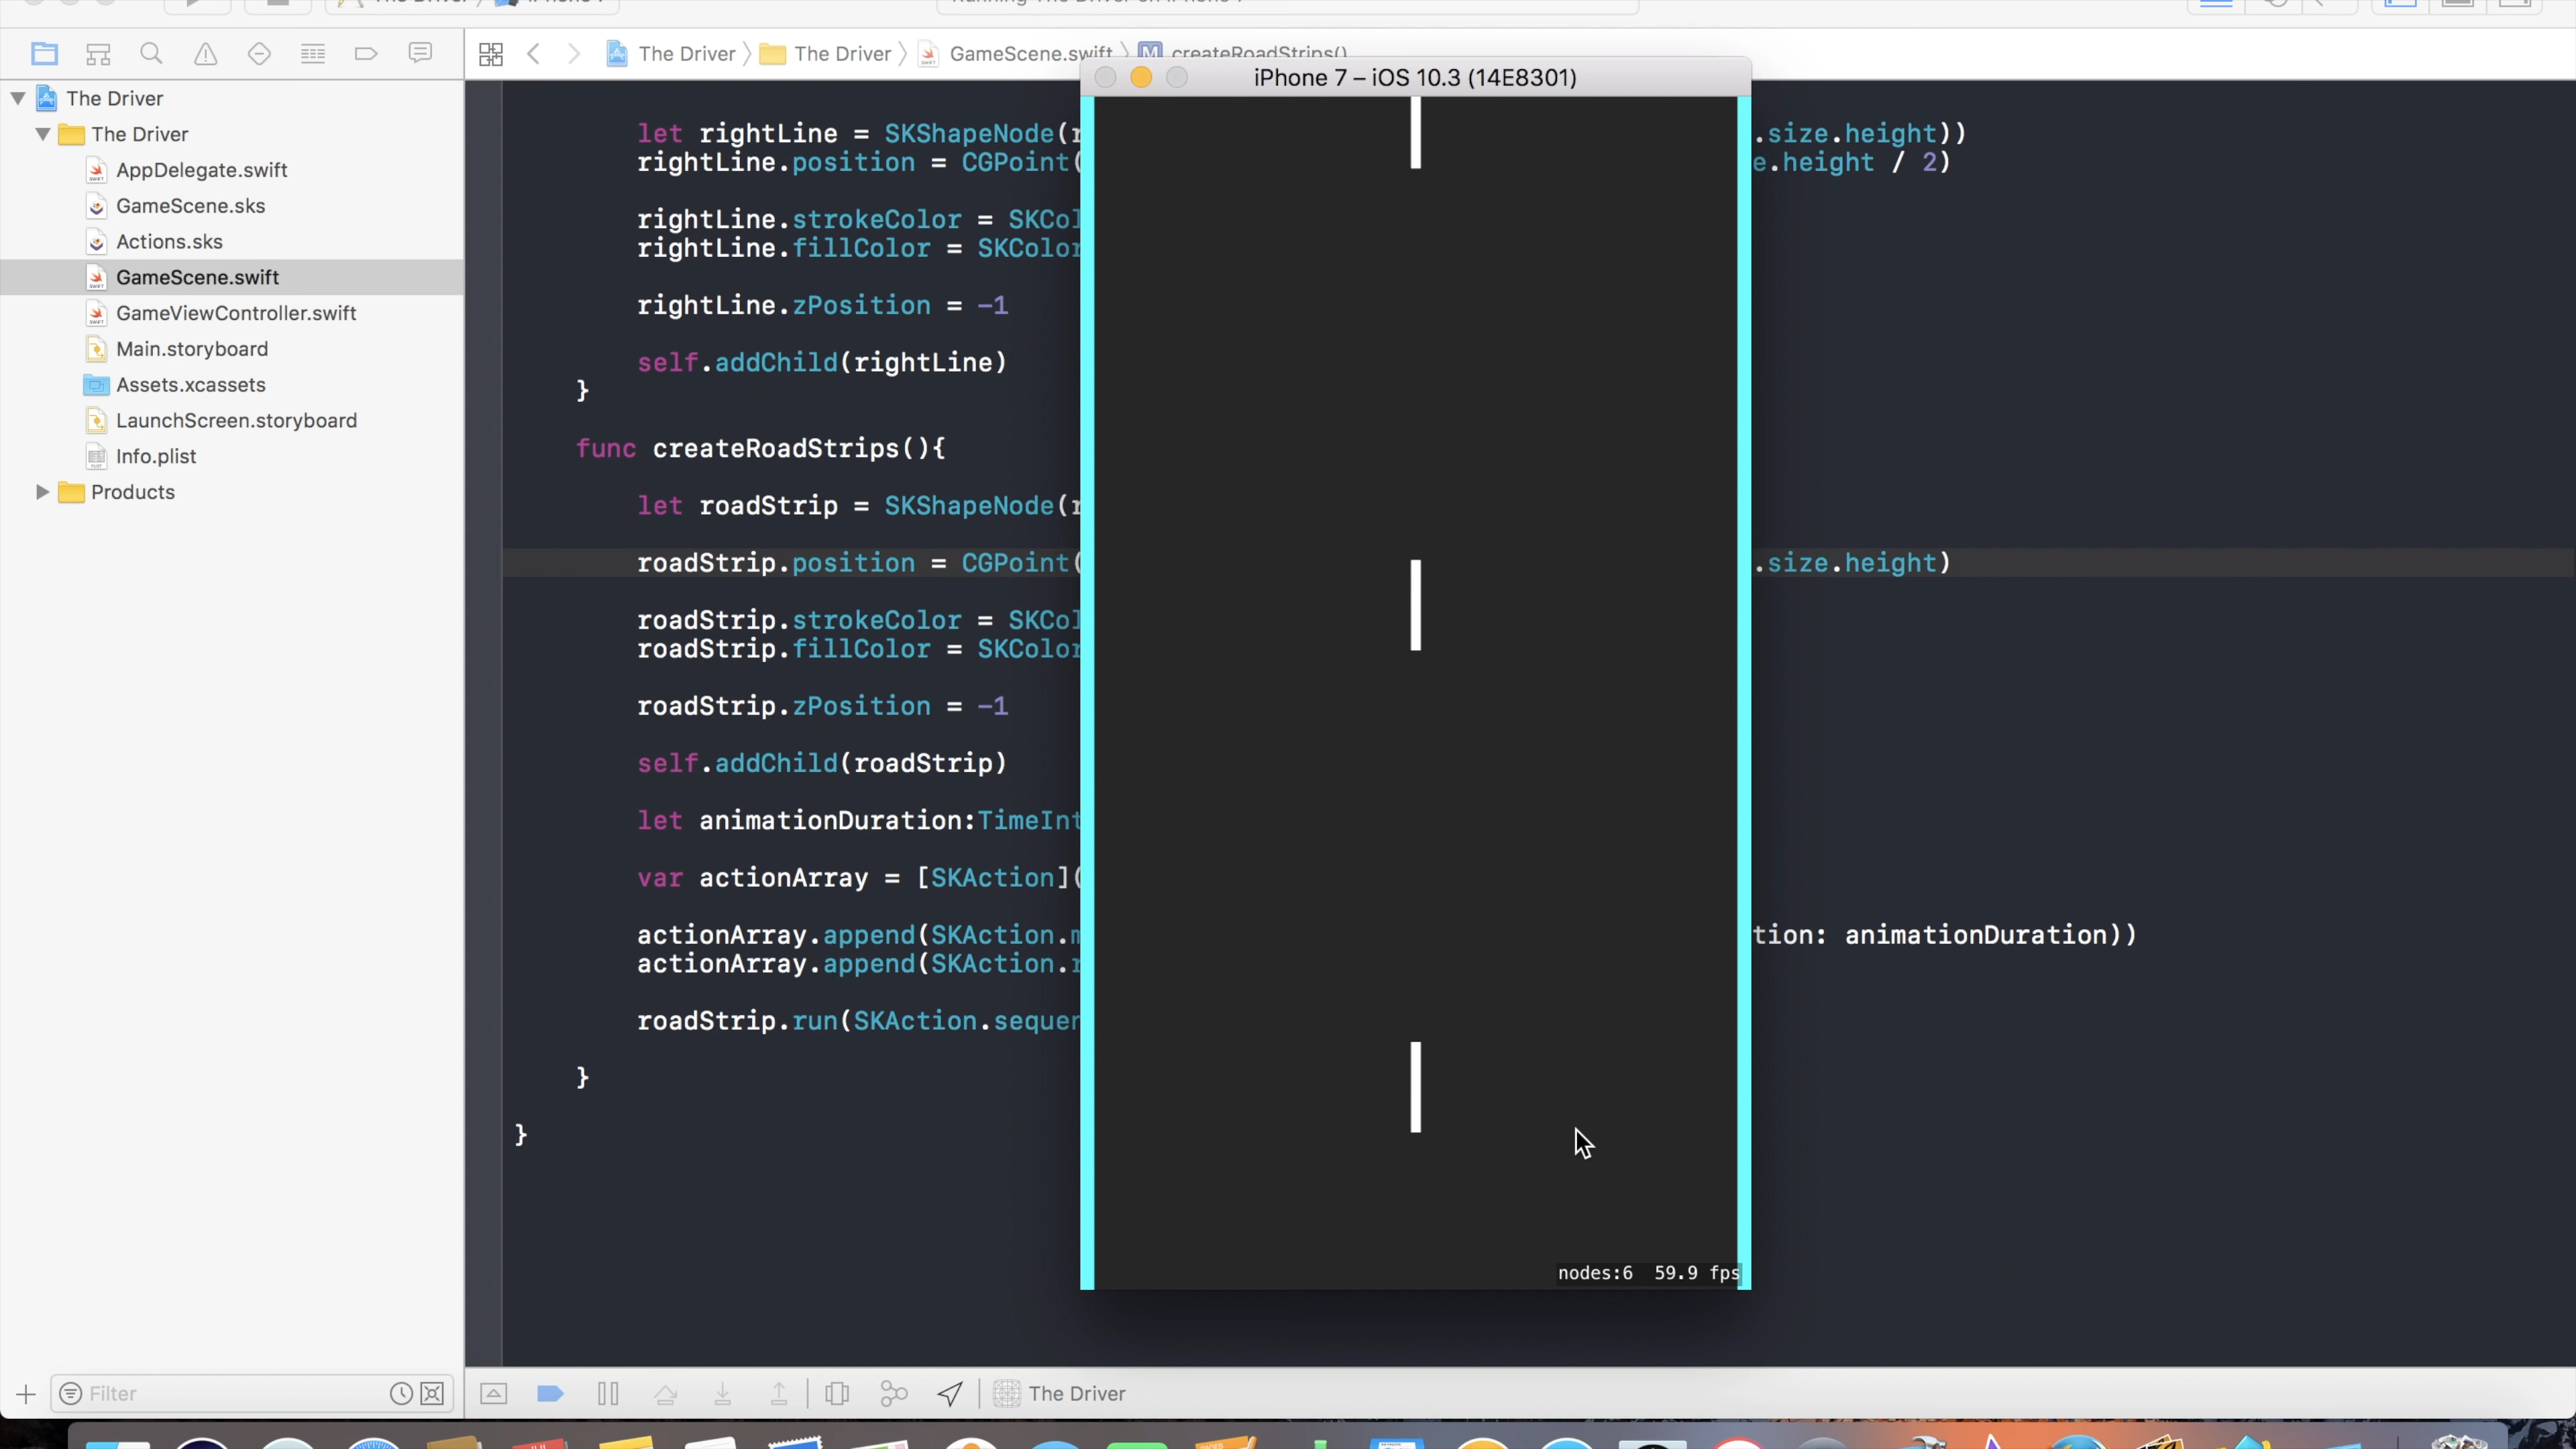 The Driver 〉 The Driver 〉 GameScene.swift 〉 M createRoadStrips()
iPhone 7 – iOS 10.3 (14E8301)
The Driver
The Driver
AppDelegate.swift
GameScene.sks
Actions.sks
GameScene.swift
GameViewController.swift
Main.storyboard
Assets.xcassets
LaunchScreen.storyboard
Info.plist
Products
let rightLine = SKShapeNode(r .size.height))
rightLine.position = CGPoint( e.height / 2)
rightLine.strokeColor = SKCol
rightLine.fillColor = SKColor
rightLine.zPosition = -1
self.addChild(rightLine)
}
func createRoadStrips(){
let roadStrip = SKShapeNode(r
roadStrip.position = CGPoint( .size.height)
roadStrip.strokeColor = SKCol
roadStrip.fillColor = SKColor
roadStrip.zPosition = -1
self.addChild(roadStrip)
let animationDuration:TimeInt
var actionArray = [SKAction](
actionArray.append(SKAction.m tion: animationDuration))
actionArray.append(SKAction.r
roadStrip.run(SKAction.sequen
}
}
nodes:6 59.9 fps
Filter
The Driver